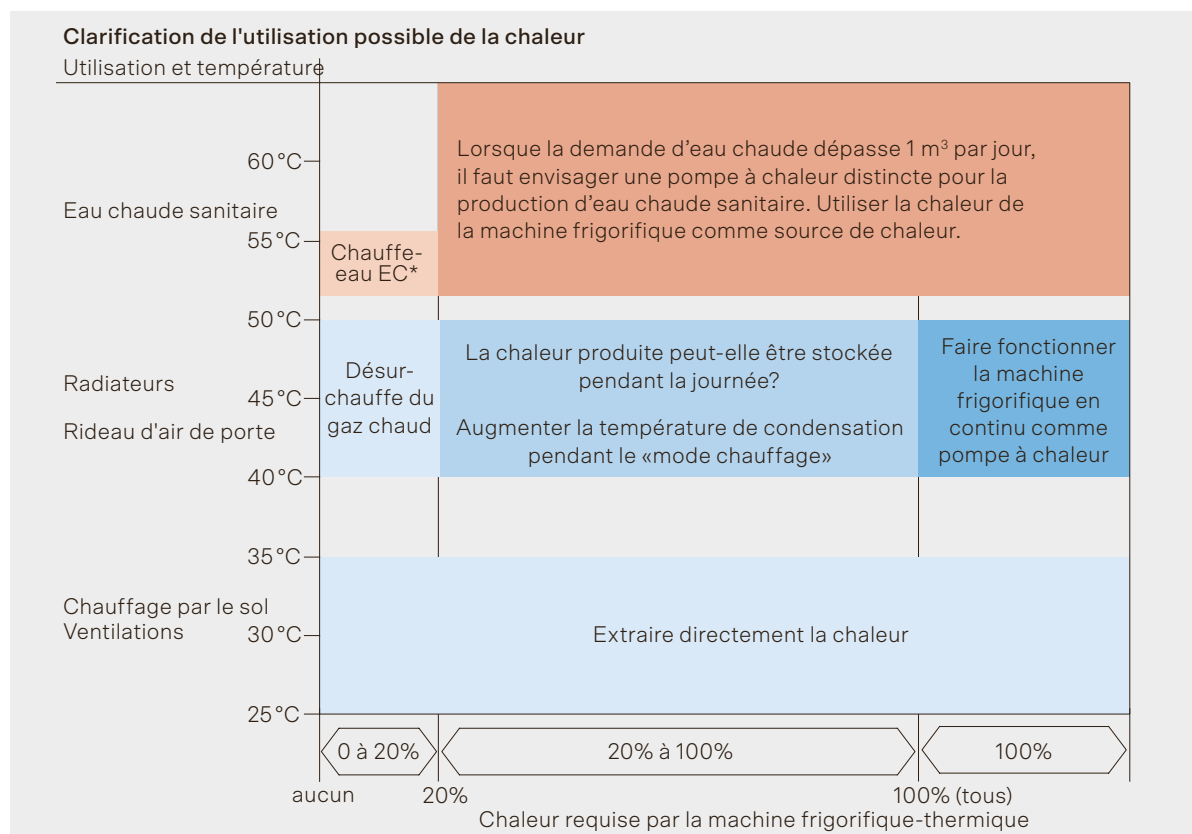 Clarification de l'utilisation possible de la chaleur
Utilisation et température
60 °C
Lorsque la demande d'eau chaude dépasse 1 m³ par jour,
il faut envisager une pompe à chaleur distincte pour la
production d'eau chaude sanitaire. Utiliser la chaleur de
la machine frigorifique comme source de chaleur.
Eau chaude sanitaire
55 °C
Chauffe-
eau EC*
50 °C
Radiateurs
45 °C
Rideau d'air de porte
Désur-
chauffe du
gaz chaud
La chaleur produite peut-elle être stockée
pendant la journée?
Augmenter la température de condensation
pendant le «mode chauffage»
Faire fonctionner
la machine
frigorifique en
continu comme
pompe à chaleur
40 °C
35 °C
Chauffage par le sol
Ventilations
30 °C
Extraire directement la chaleur
25 °C
0 à 20%
20% à 100%
100%
aucun
20%
100% (tous)
Chaleur requise par la machine frigorifique-thermique